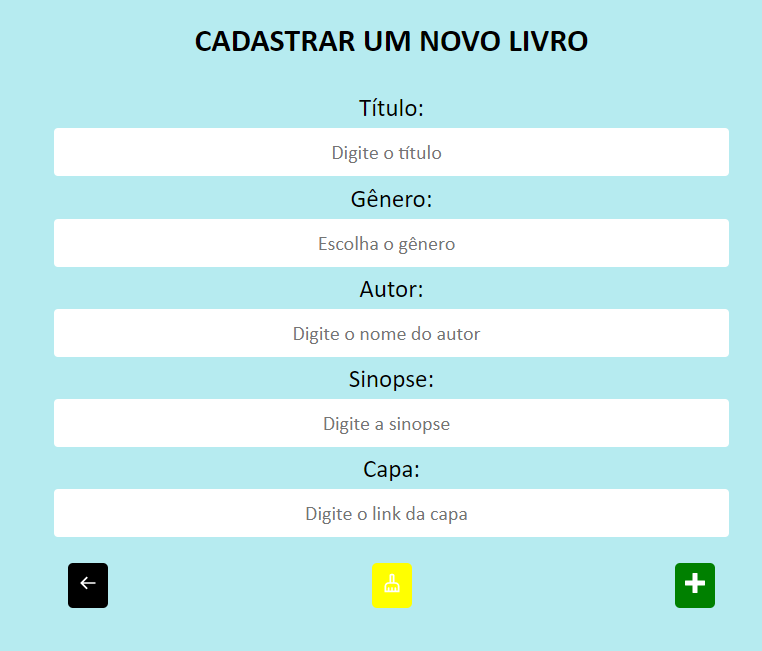 CADASTRAR UM NOVO LIVRO
Título:
Digite o título
Gênero:
Escolha o gênero
Autor:
Digite o nome do autor
Sinopse:
Digite a sinopse
Capa:
Digite o link da capa